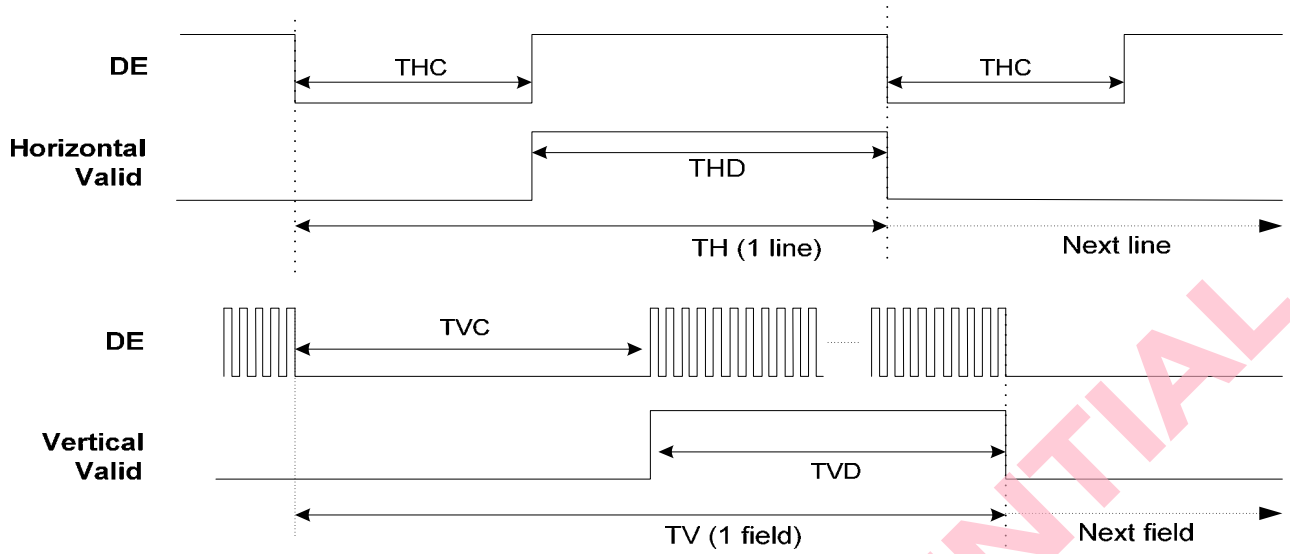 DE
THC
THC
Horizontal
Valid
THD
TH (1 line)
Next line
DE
TVC
Vertical
Valid
TVD
TV (1 field)
Next field
NTIAL